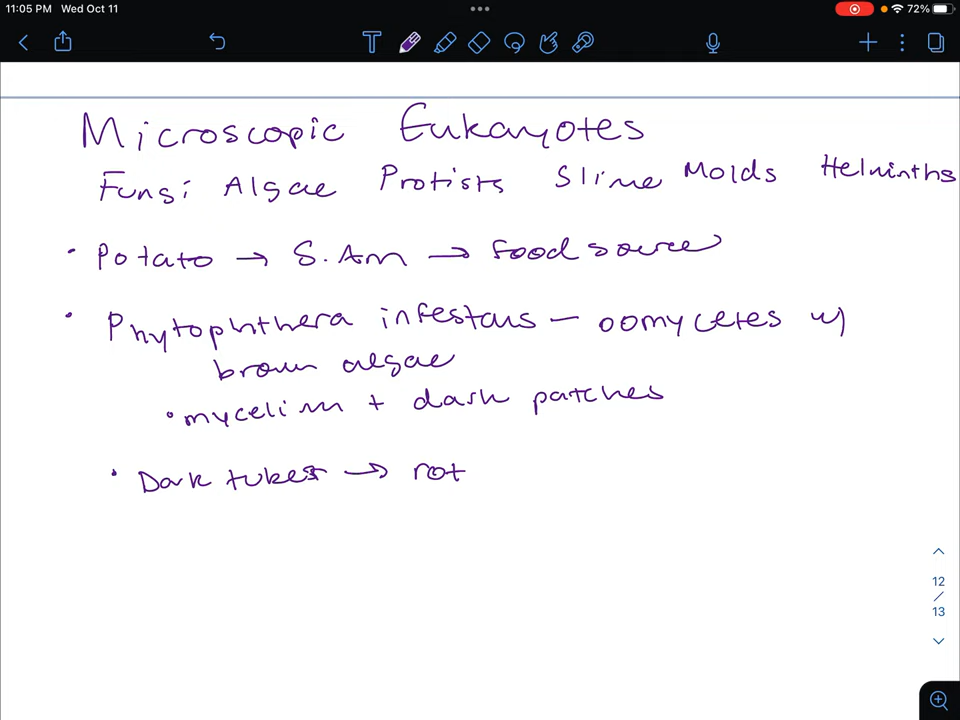 11:05 PM Wed Oct 11
72%
Microscopic Eukaryotes
Fungi Algae Protists Slime Molds Helminths
• Potato → S. Am → food source
• Phytophthera infestans – oomycetes w/
brown algae
• mycelium + dark patches
• Dark tubers → rot
12
/
13